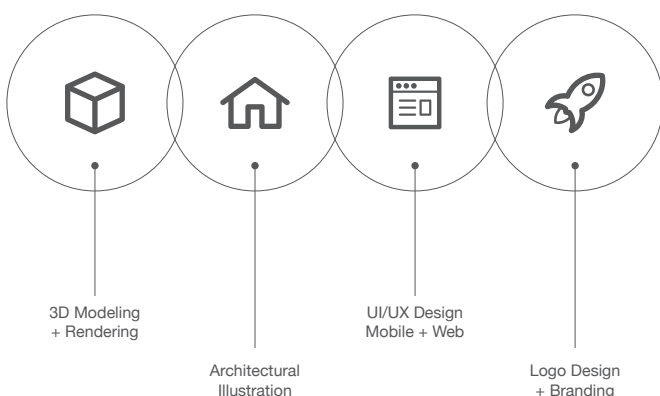 3D Modeling
+ Rendering
Architectural
Illustration
UI/UX Design
Mobile + Web
Logo Design
+ Branding